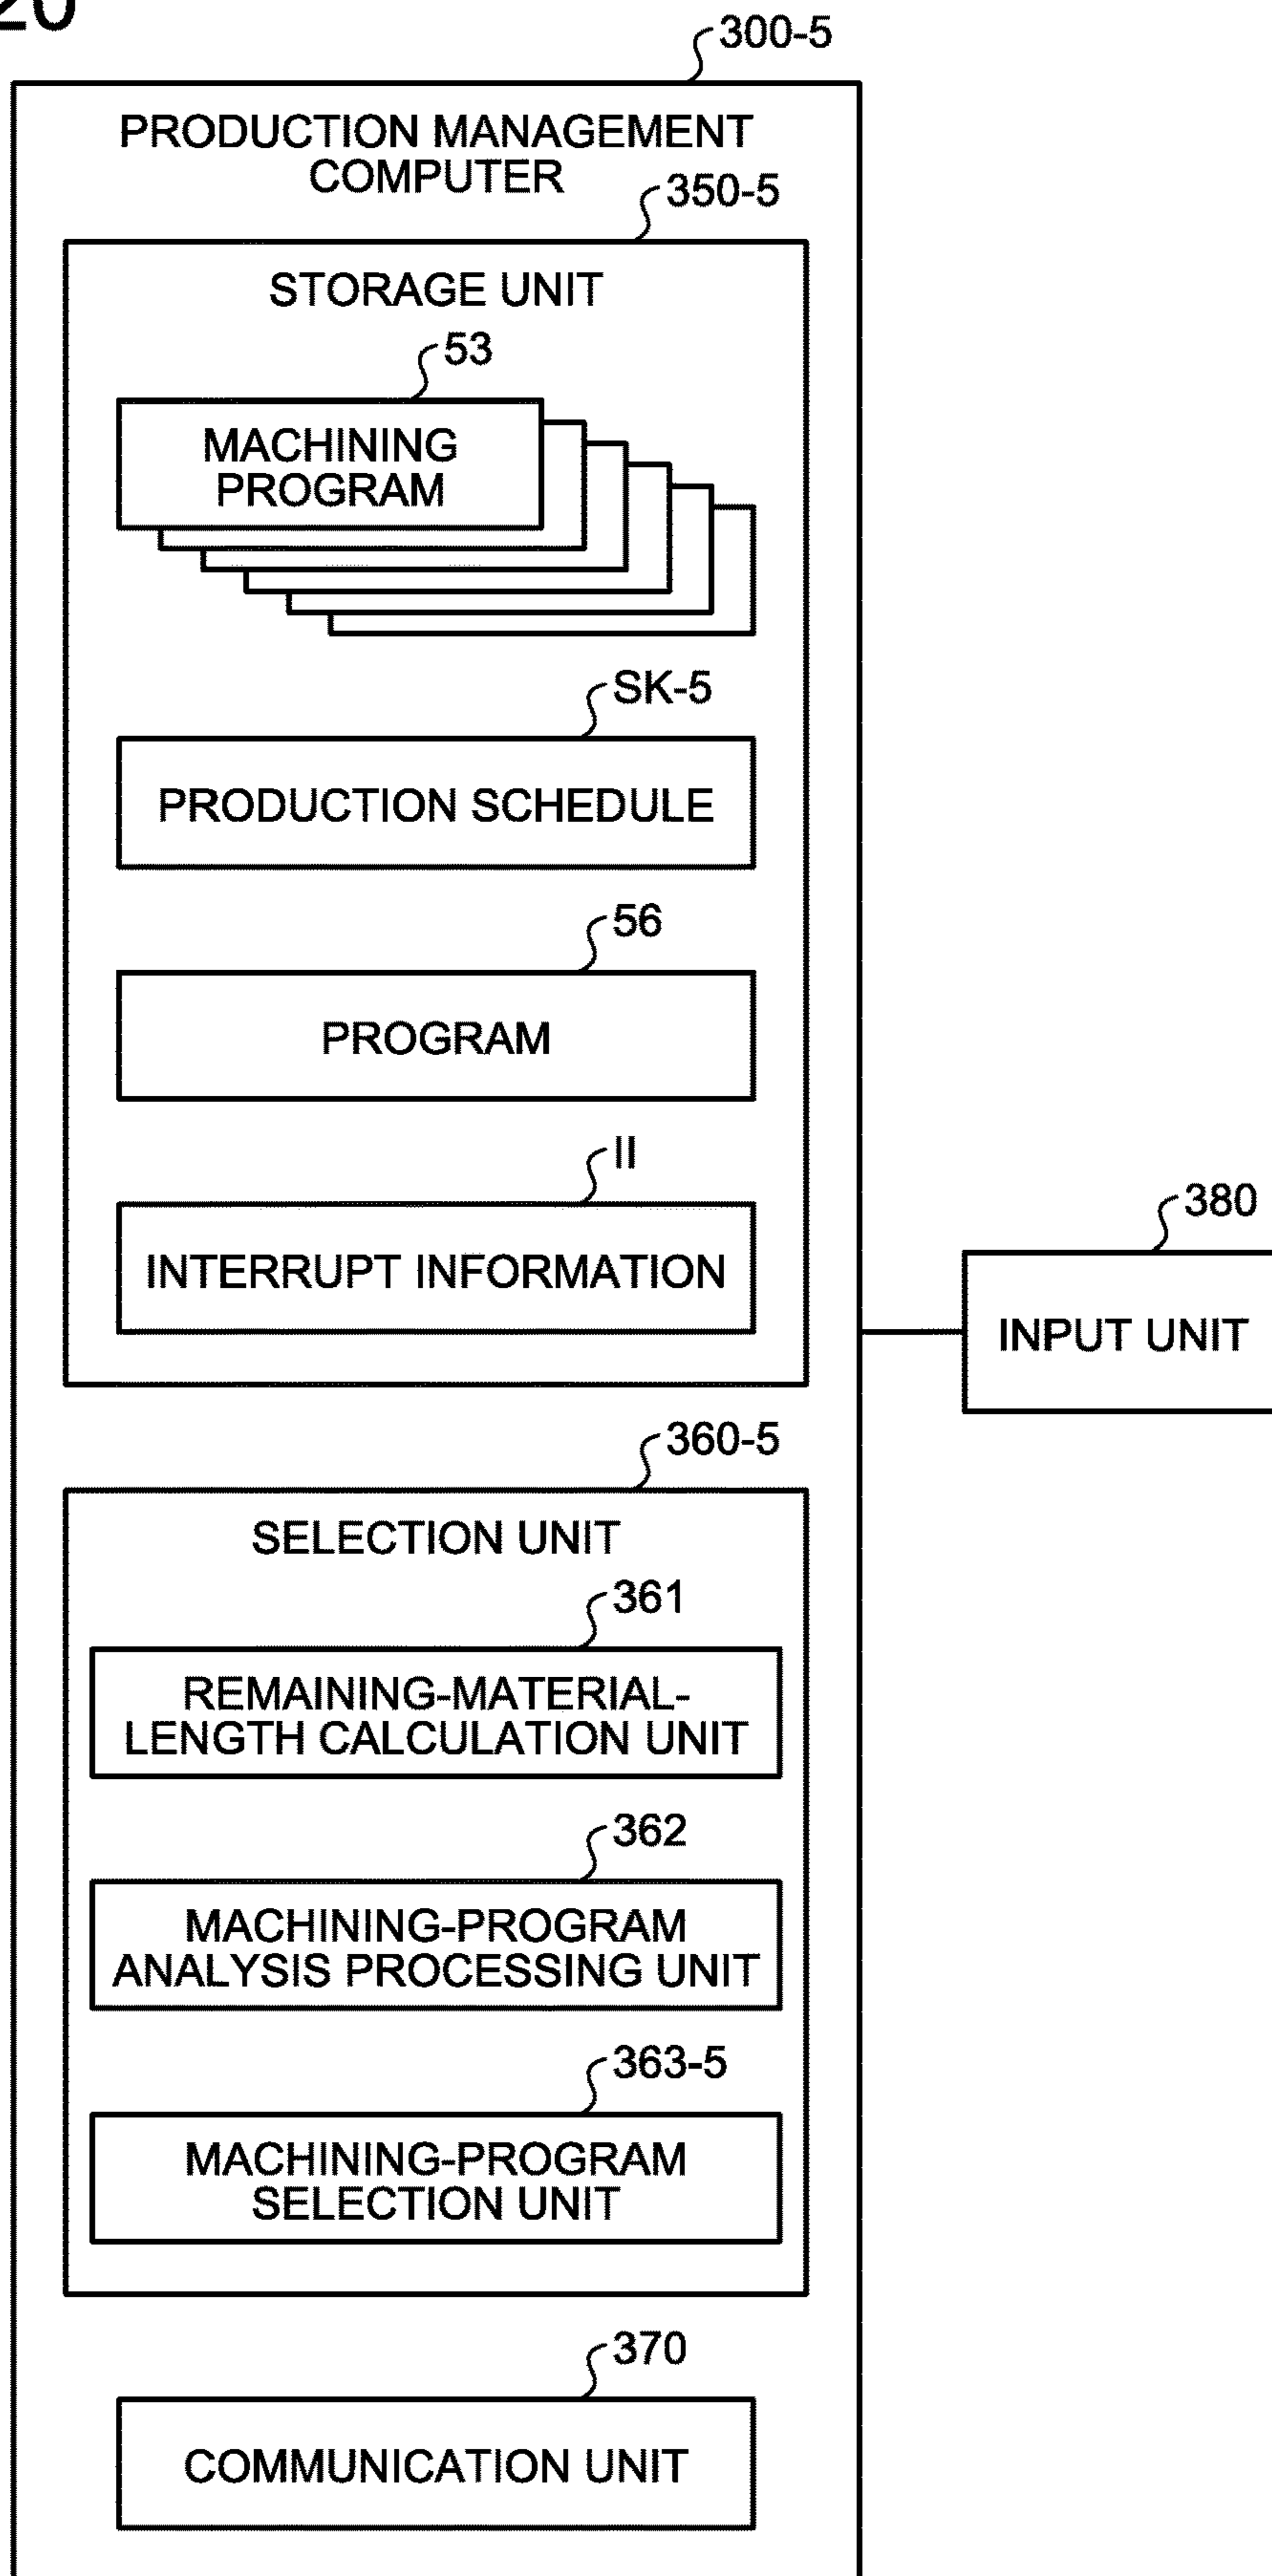 20
300-5
PRODUCTION MANAGEMENT
COMPUTER
350-5
STORAGE UNIT
53
MACHINING
PROGRAM
SK-5
PRODUCTION SCHEDULE
56
PROGRAM
II
INTERRUPT INFORMATION
380
INPUT UNIT
360-5
SELECTION UNIT
361
REMAINING-MATERIAL-
LENGTH CALCULATION UNIT
362
MACHINING-PROGRAM
ANALYSIS PROCESSING UNIT
363-5
MACHINING-PROGRAM
SELECTION UNIT
370
COMMUNICATION UNIT